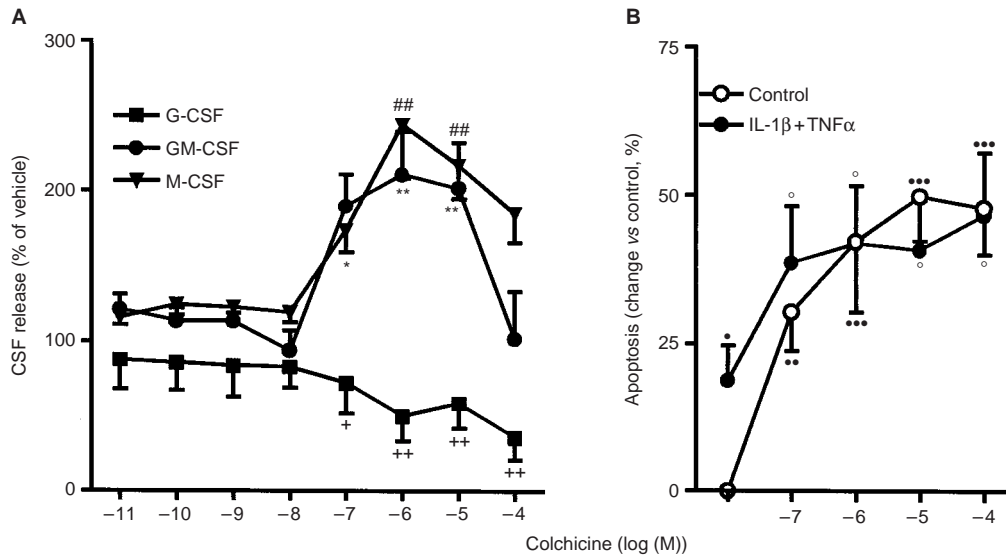 A
300
200
100
0
CSF release (% of vehicle)
G-CSF
GM-CSF
M-CSF
##
##
**
**
*
+
++
++
++
–11
–10
–9
–8
–7
–6
–5
–4
B
75
50
25
0
Apoptosis (change vs control, %)
Control
IL-1β+TNFα
–7
–6
–5
–4
Colchicine (log (M))